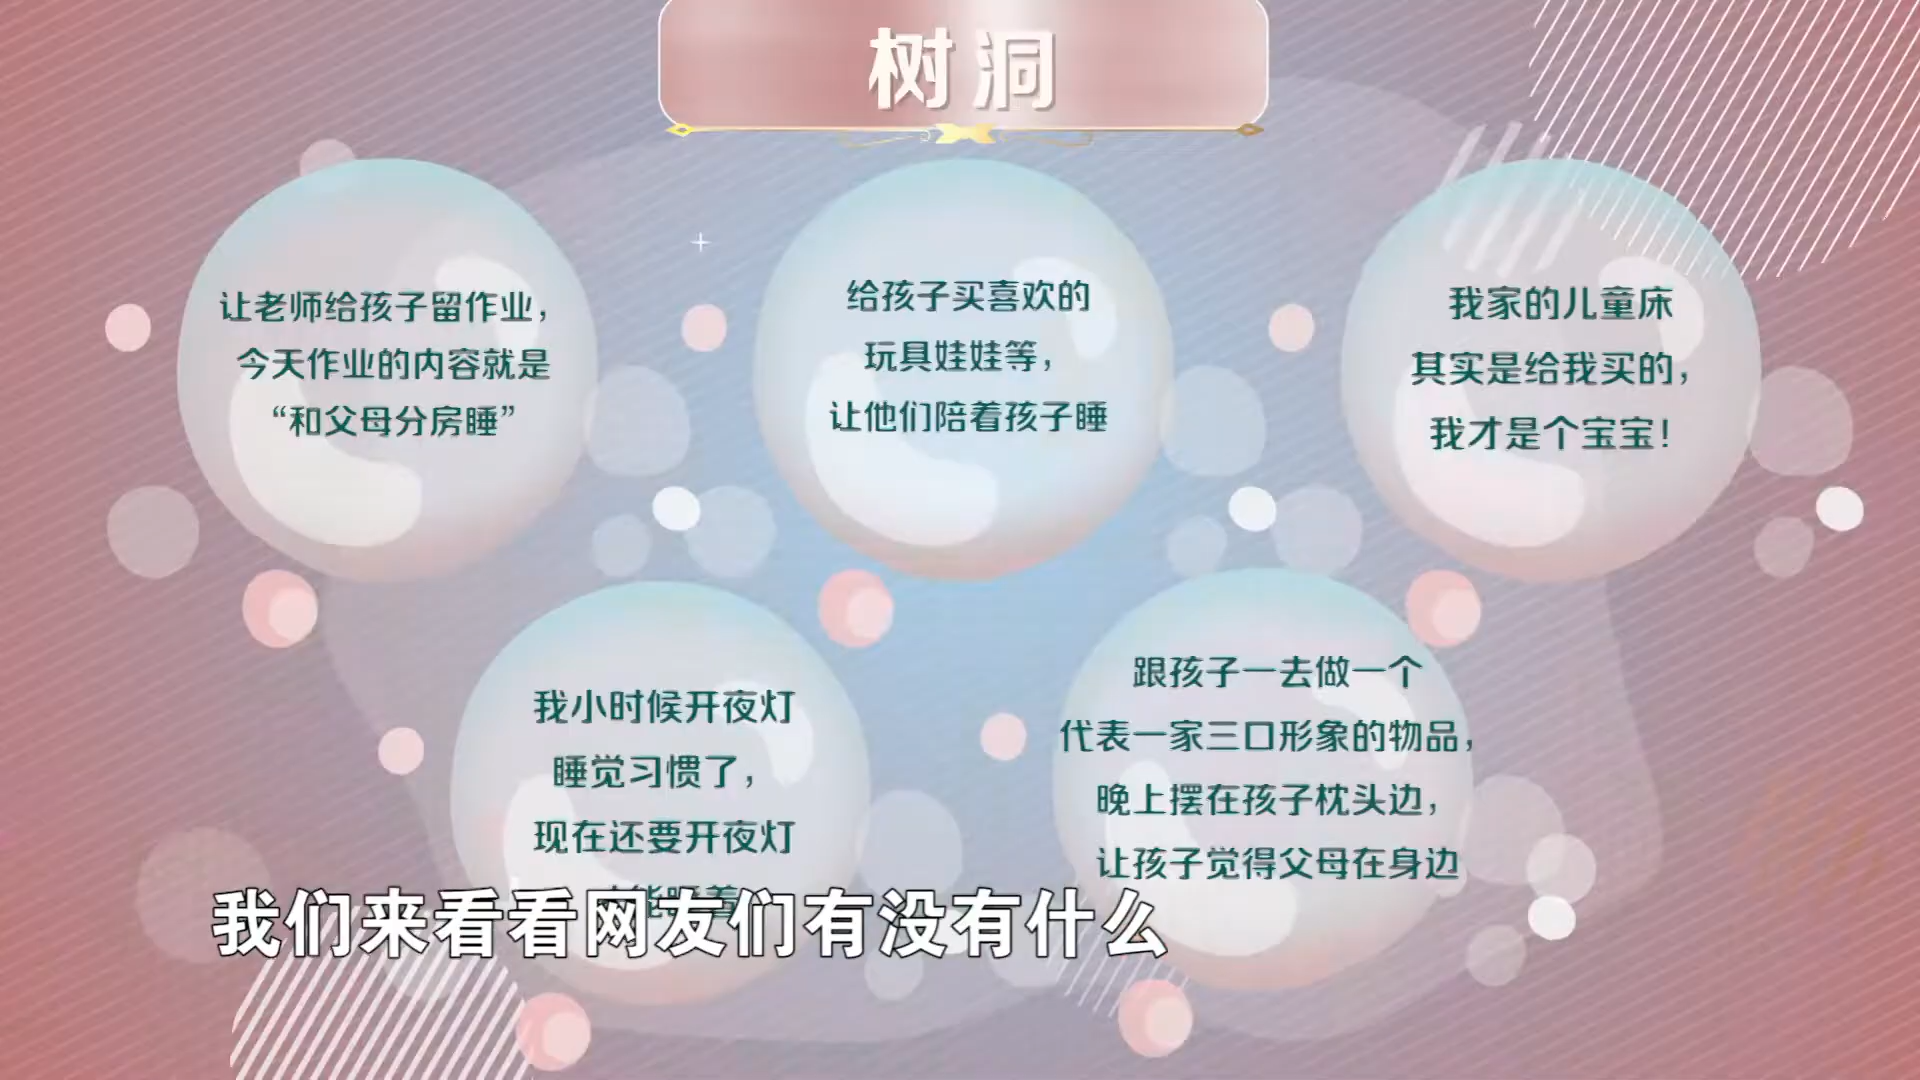 树洞
让老师给孩子留作业，
今天作业的内容就是
“和父母分房睡”
给孩子买喜欢的
玩具娃娃等，
让他们陪着孩子睡
我家的儿童床
其实是给我买的，
我才是个宝宝！
我小时候开夜灯
睡觉习惯了，
现在还要开夜灯
跟孩子一去做一个
代表一家三口形象的物品，
晚上摆在孩子枕头边，
让孩子觉得父母在身边
我们来看看网友们有没有什么